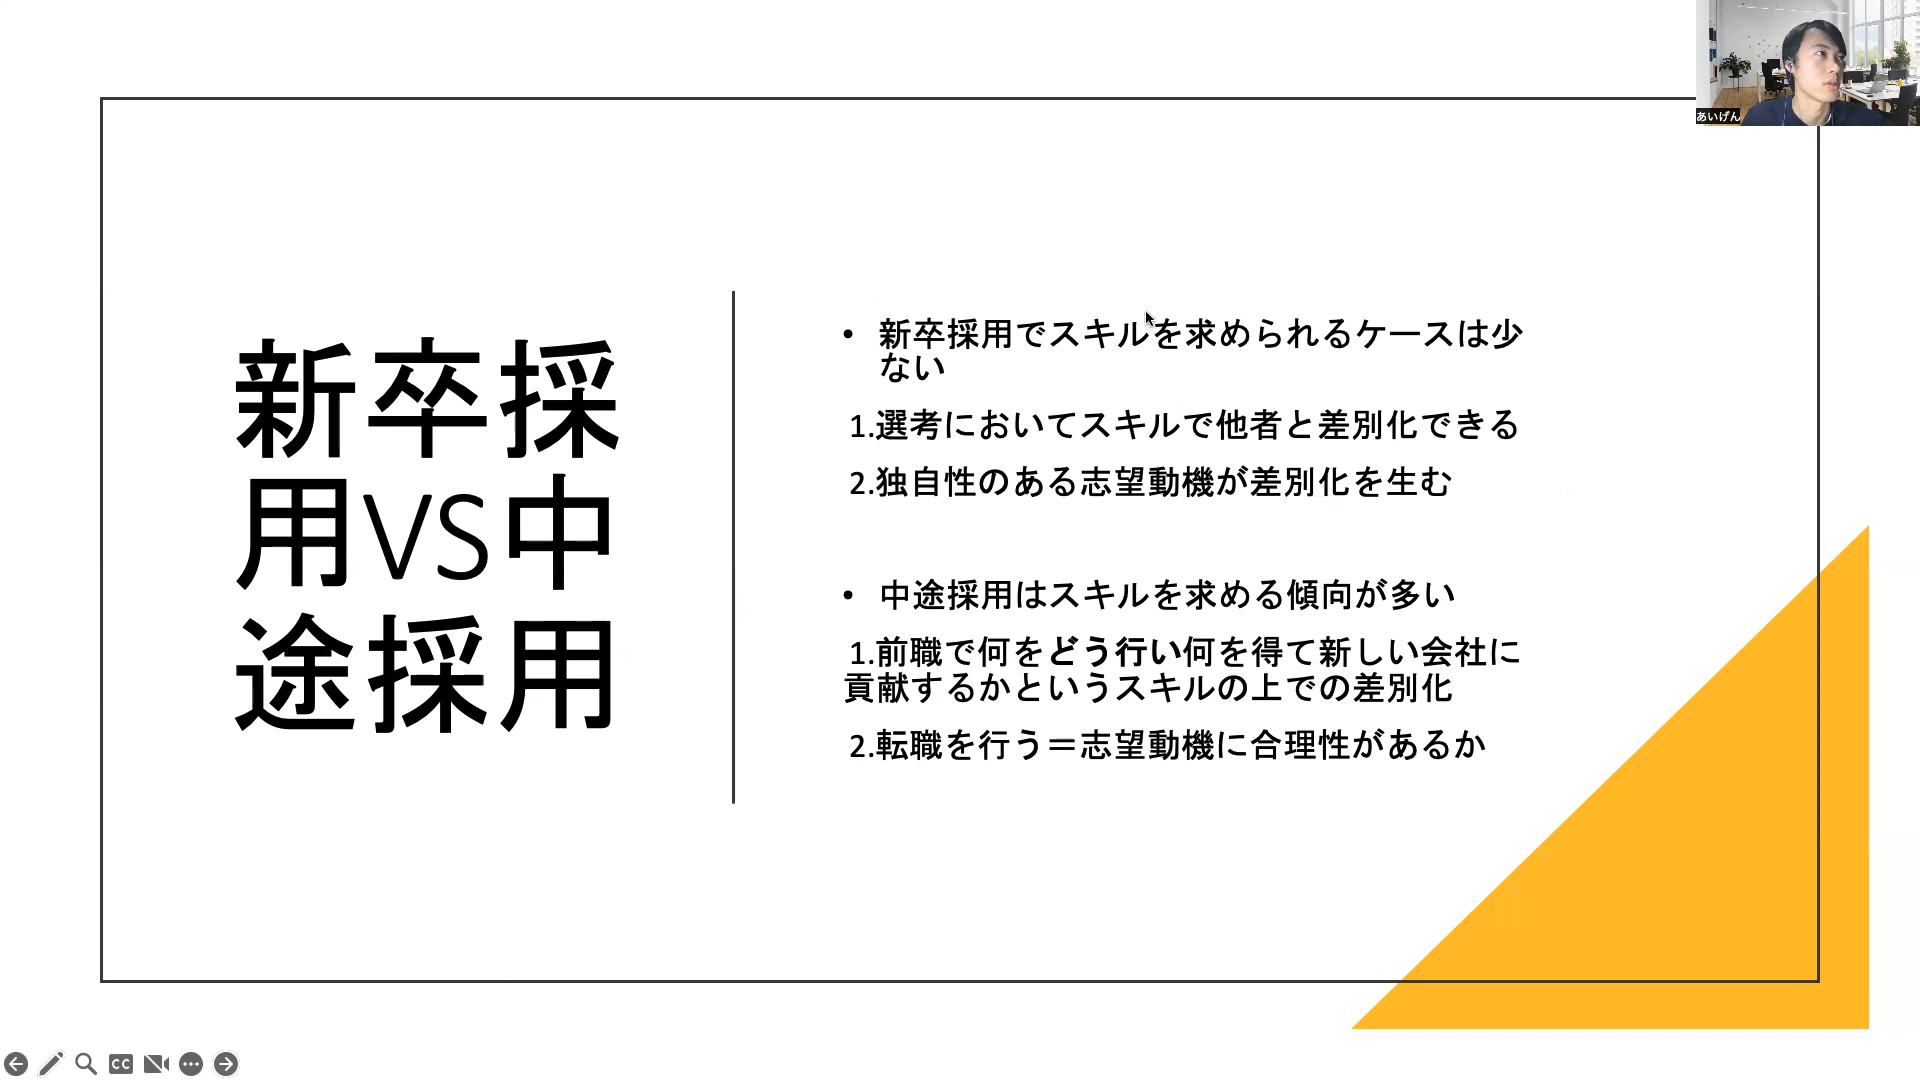 あいげん
新卒採
用VS中
途採用
• 新卒採用でスキルを求められるケースは少
ない
1.選考においてスキルで他者と差別化できる
2.独自性のある志望動機が差別化を生む
• 中途採用はスキルを求める傾向が多い
1.前職で何をどう行い何を得て新しい会社に
貢献するかというスキルの上での差別化
2.転職を行う＝志望動機に合理性があるか
CC